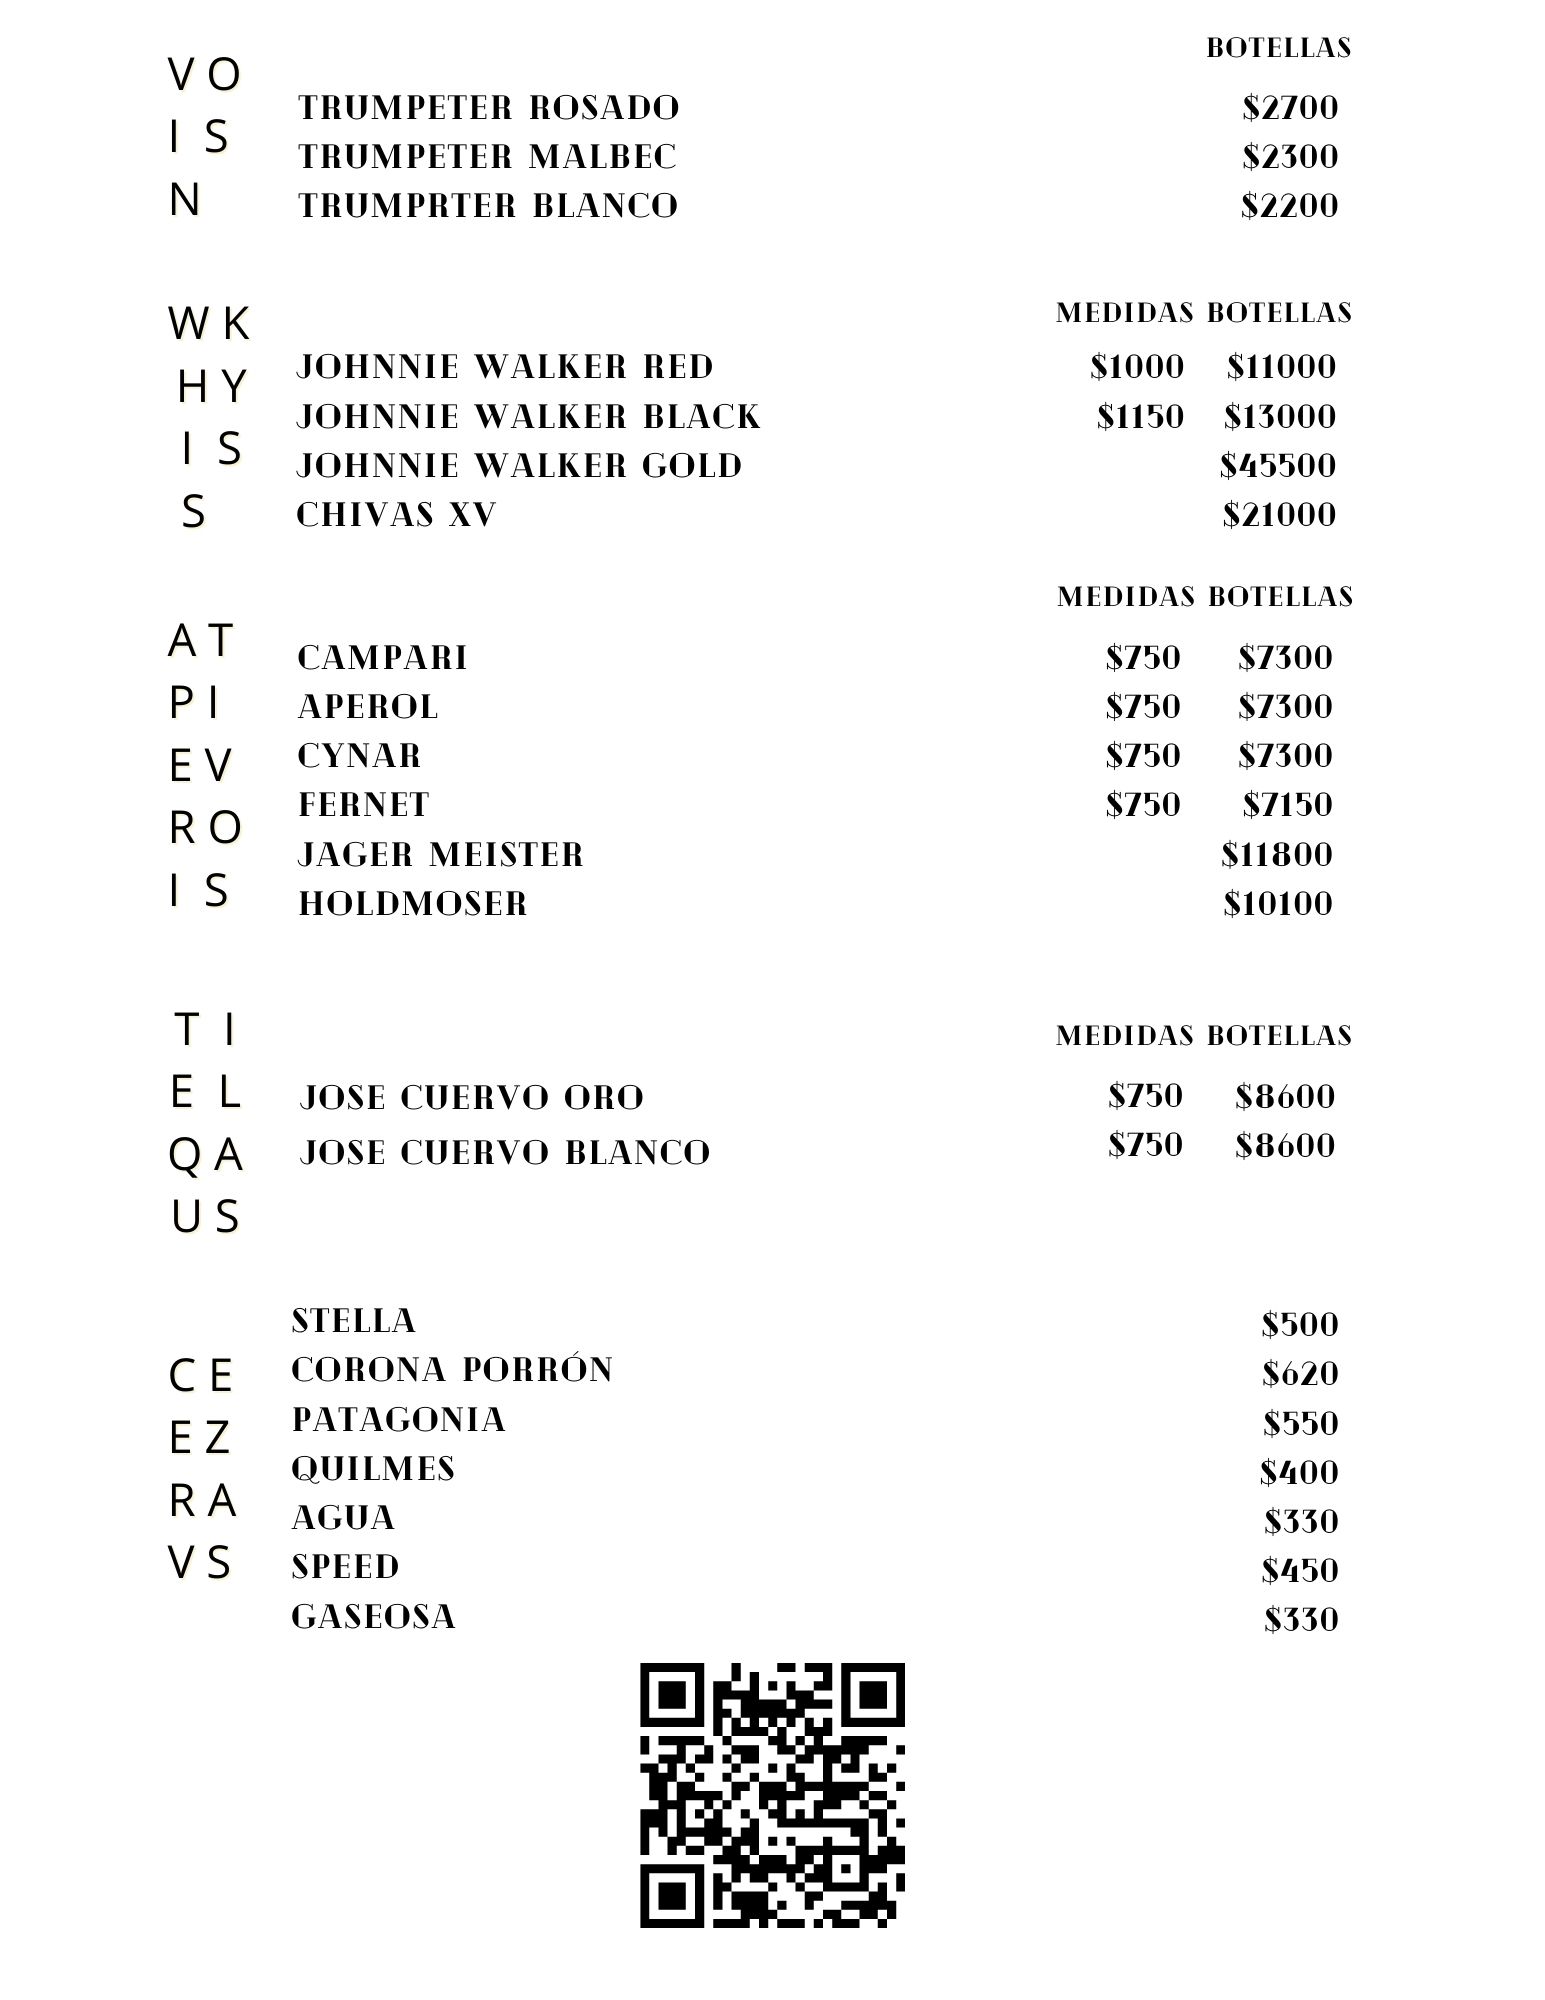 BOTELLAS
VO
IS
N
TRUMPETER ROSADO $2700
TRUMPETER MALBEC $2300
TRUMPRTER BLANCO $2200
WK
HY
IS
S
MEDIDAS BOTELLAS
JOHNNIE WALKER RED $1000 $11000
JOHNNIE WALKER BLACK $1150 $13000
JOHNNIE WALKER GOLD $45500
CHIVAS XV $21000
MEDIDAS BOTELLAS
AT
PI
EV
RO
IS
CAMPARI $750 $7300
APEROL $750 $7300
CYNAR $750 $7300
FERNET $750 $7150
JAGER MEISTER $11800
HOLDMOSER $10100
TI
EL
QA
US
MEDIDAS BOTELLAS
JOSE CUERVO ORO $750 $8600
JOSE CUERVO BLANCO $750 $8600
CE
EZ
RA
VS
STELLA $500
CORONA PORRÓN $620
PATAGONIA $550
QUILMES $400
AGUA $330
SPEED $450
GASEOSA $330